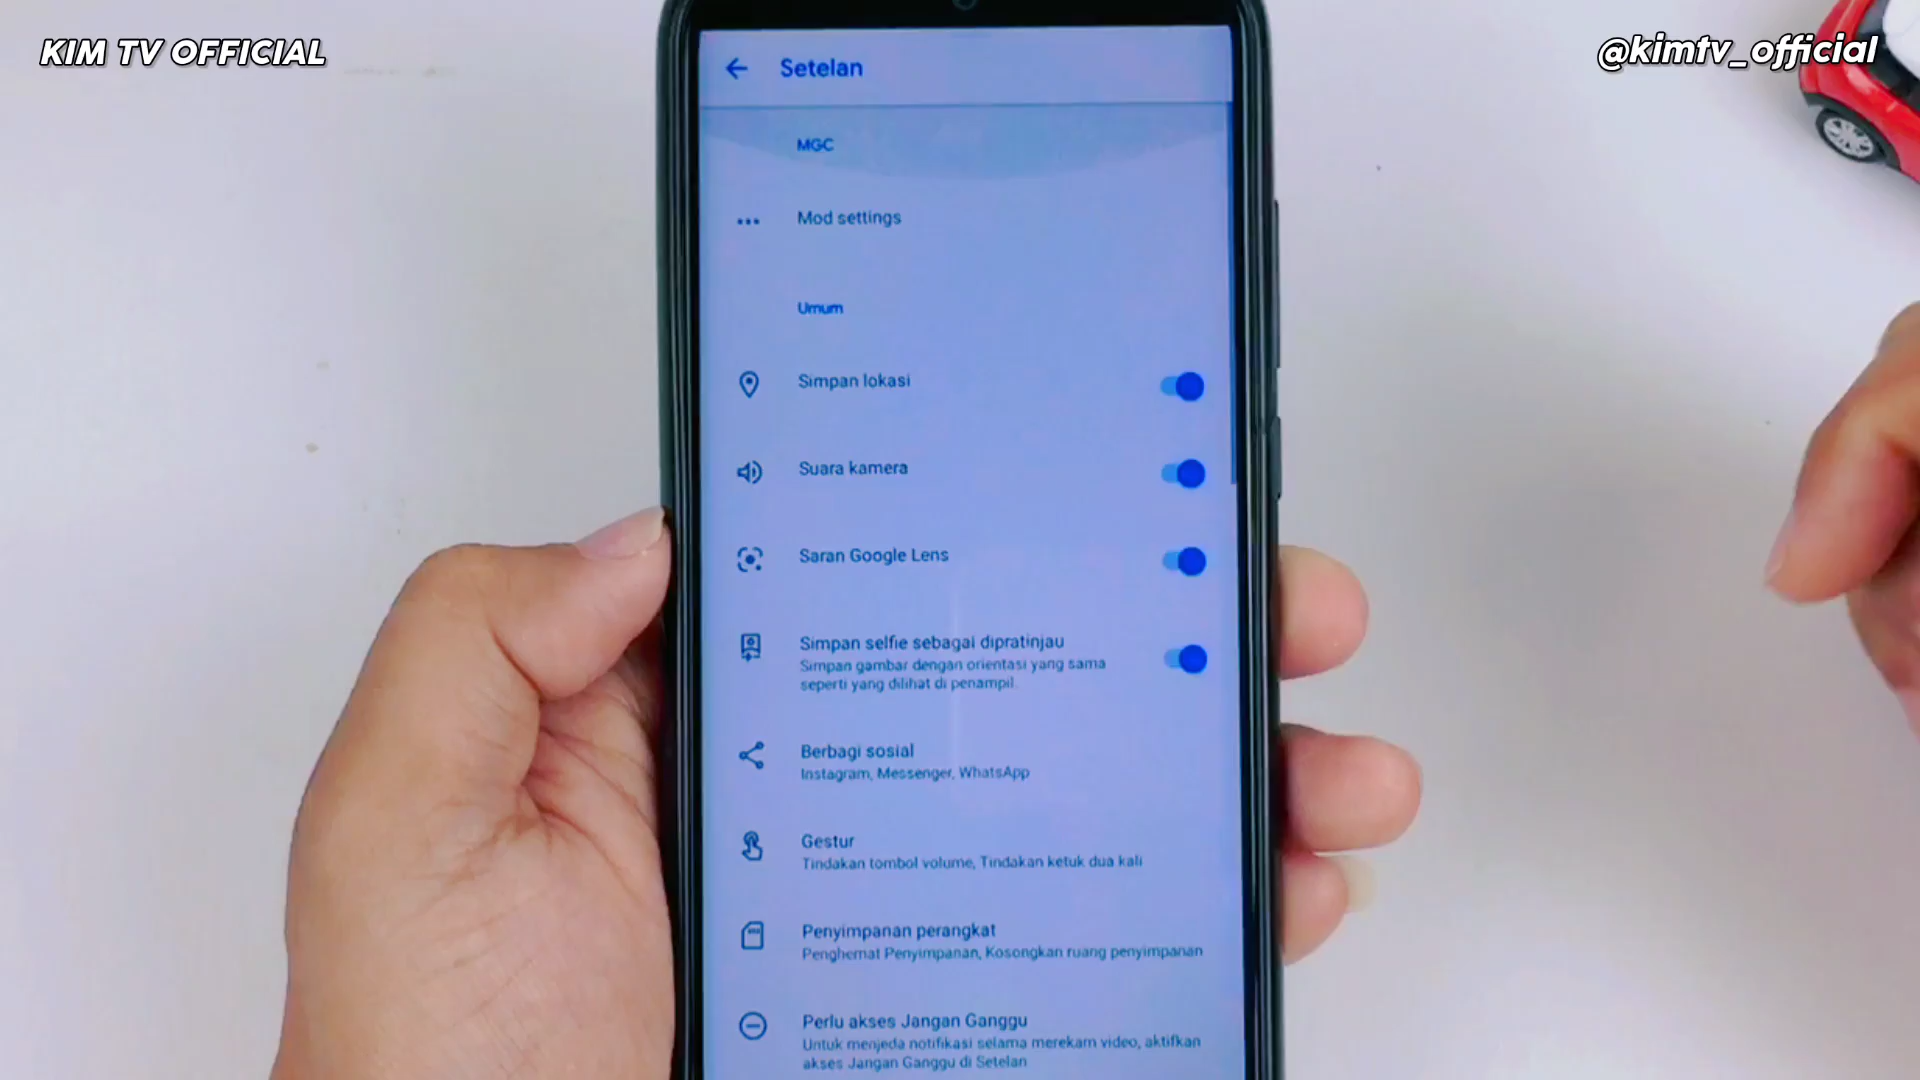 KIM TV OFFICIAL
@kimtv_official
Setelan
MGC
Mod settings
Umum
Simpan lokasi
Suara kamera
Saran Google Lens
Simpan selfie sebagai dipratinjau
Simpan gambar dengan orientasi yang sama
seperti yang dilihat di penampil.
Berbagi sosial
Instagram, Messenger, WhatsApp
Gestur
Tindakan tombol volume, Tindakan ketuk dua kali
Penyimpanan perangkat
Penghemat Penyimpanan, Kosongkan ruang penyimpanan
Perlu akses Jangan Ganggu
Untuk menjeda notifikasi selama merekam video, aktifkan
akses Jangan Ganggu di Setelan